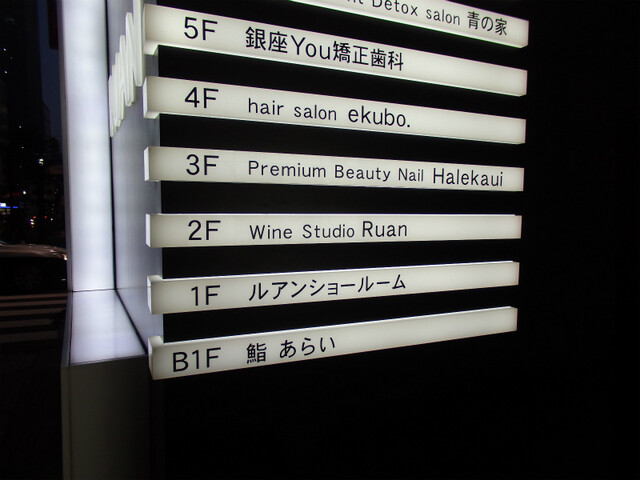 Detox salon 青の家
5F 銀座You矯正歯科
4F hair salon ekubo.
3F Premium Beauty Nail Halekaui
2F Wine Studio Ruan
1F ルアンショールーム
B1F 鮨 あらい